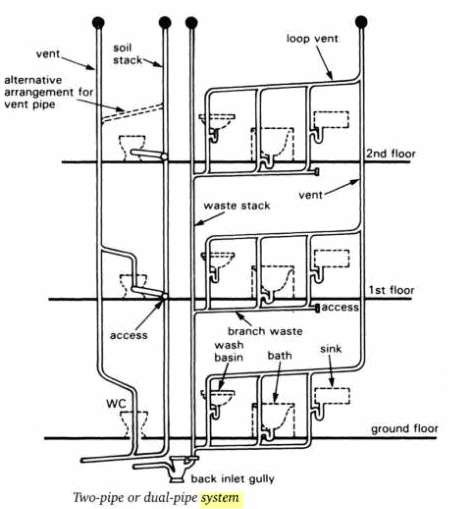 vent
soil
stack
alternative
arrangement for
vent pipe
loop vent
2nd floor
vent
waste stack
1st floor
access
access
branch waste
wash
basin
bath
sink
WC
ground floor
back inlet gully
Two-pipe or dual-pipe system